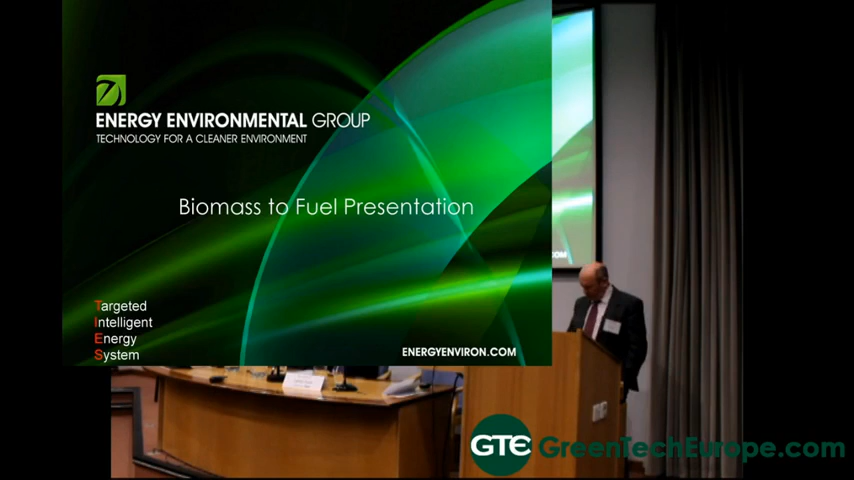 ENERGY ENVIRONMENTAL GROUP
TECHNOLOGY FOR A CLEANER ENVIRONMENT
Biomass to Fuel Presentation
Targeted
Intelligent
Energy
System
ENERGYENVIRON.COM
.COM
GTE GreenTechEurope.com